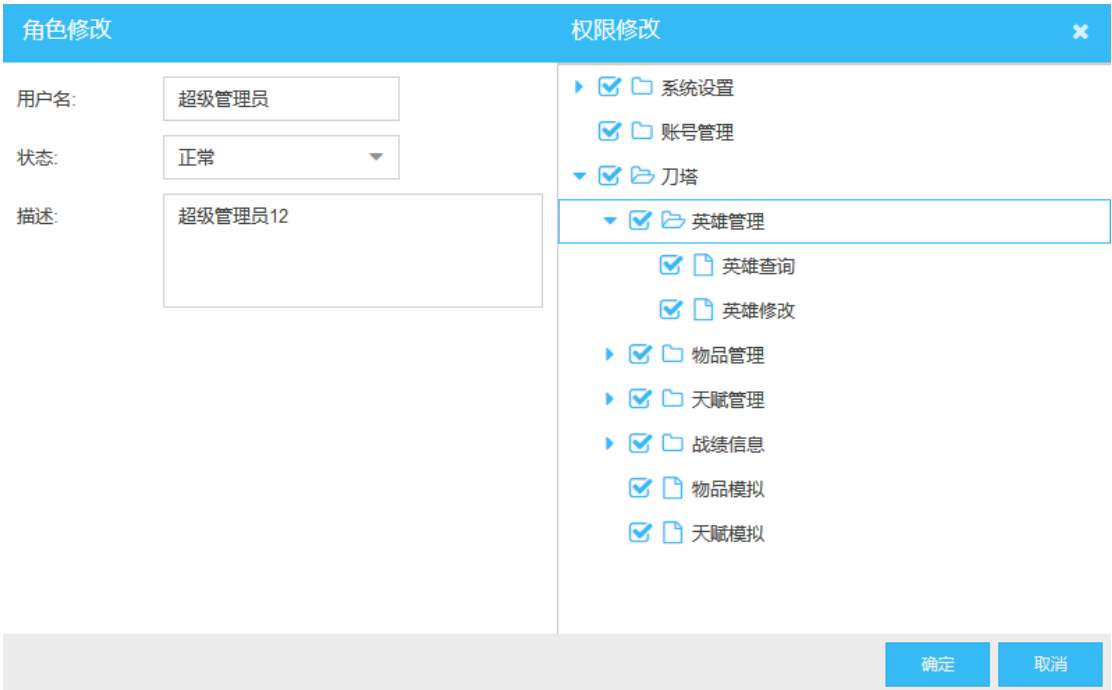 角色修改
权限修改
用户名:
超级管理员
状态:
正常
描述:
超级管理员12
系统设置
账号管理
刀塔
英雄管理
英雄查询
英雄修改
物品管理
天赋管理
战绩信息
物品模拟
天赋模拟
确定
取消